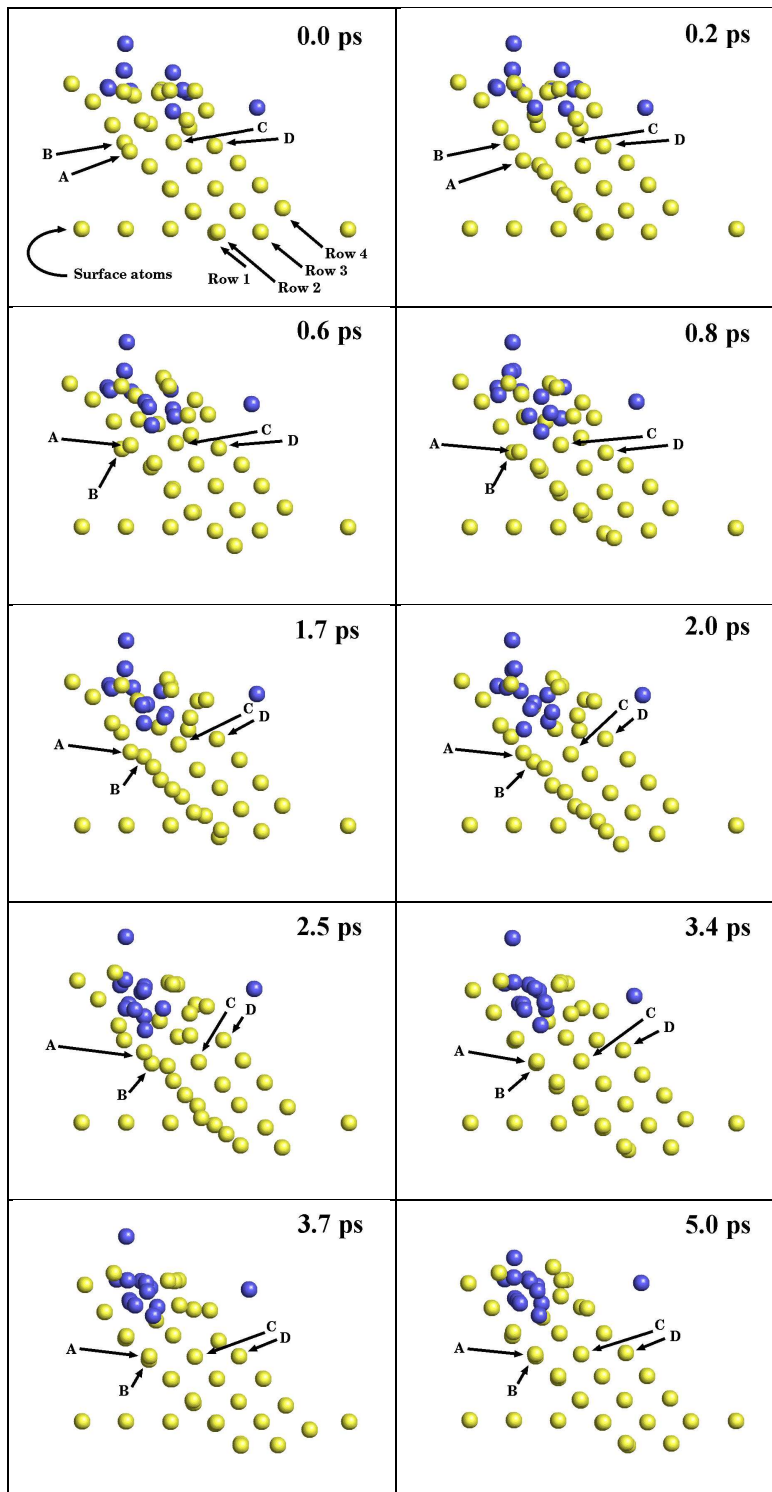 0.0 ps
C
D
B
A
Row 4
Surface atoms
Row 1
Row 3
Row 2
0.2 ps
C
B
D
A
0.6 ps
A
C
D
B
0.8 ps
C
A
D
B
1.7 ps
C
D
A
B
2.0 ps
C
D
A
B
2.5 ps
C
D
A
B
3.4 ps
C
D
A
B
3.7 ps
C
D
A
B
5.0 ps
C
D
A
B